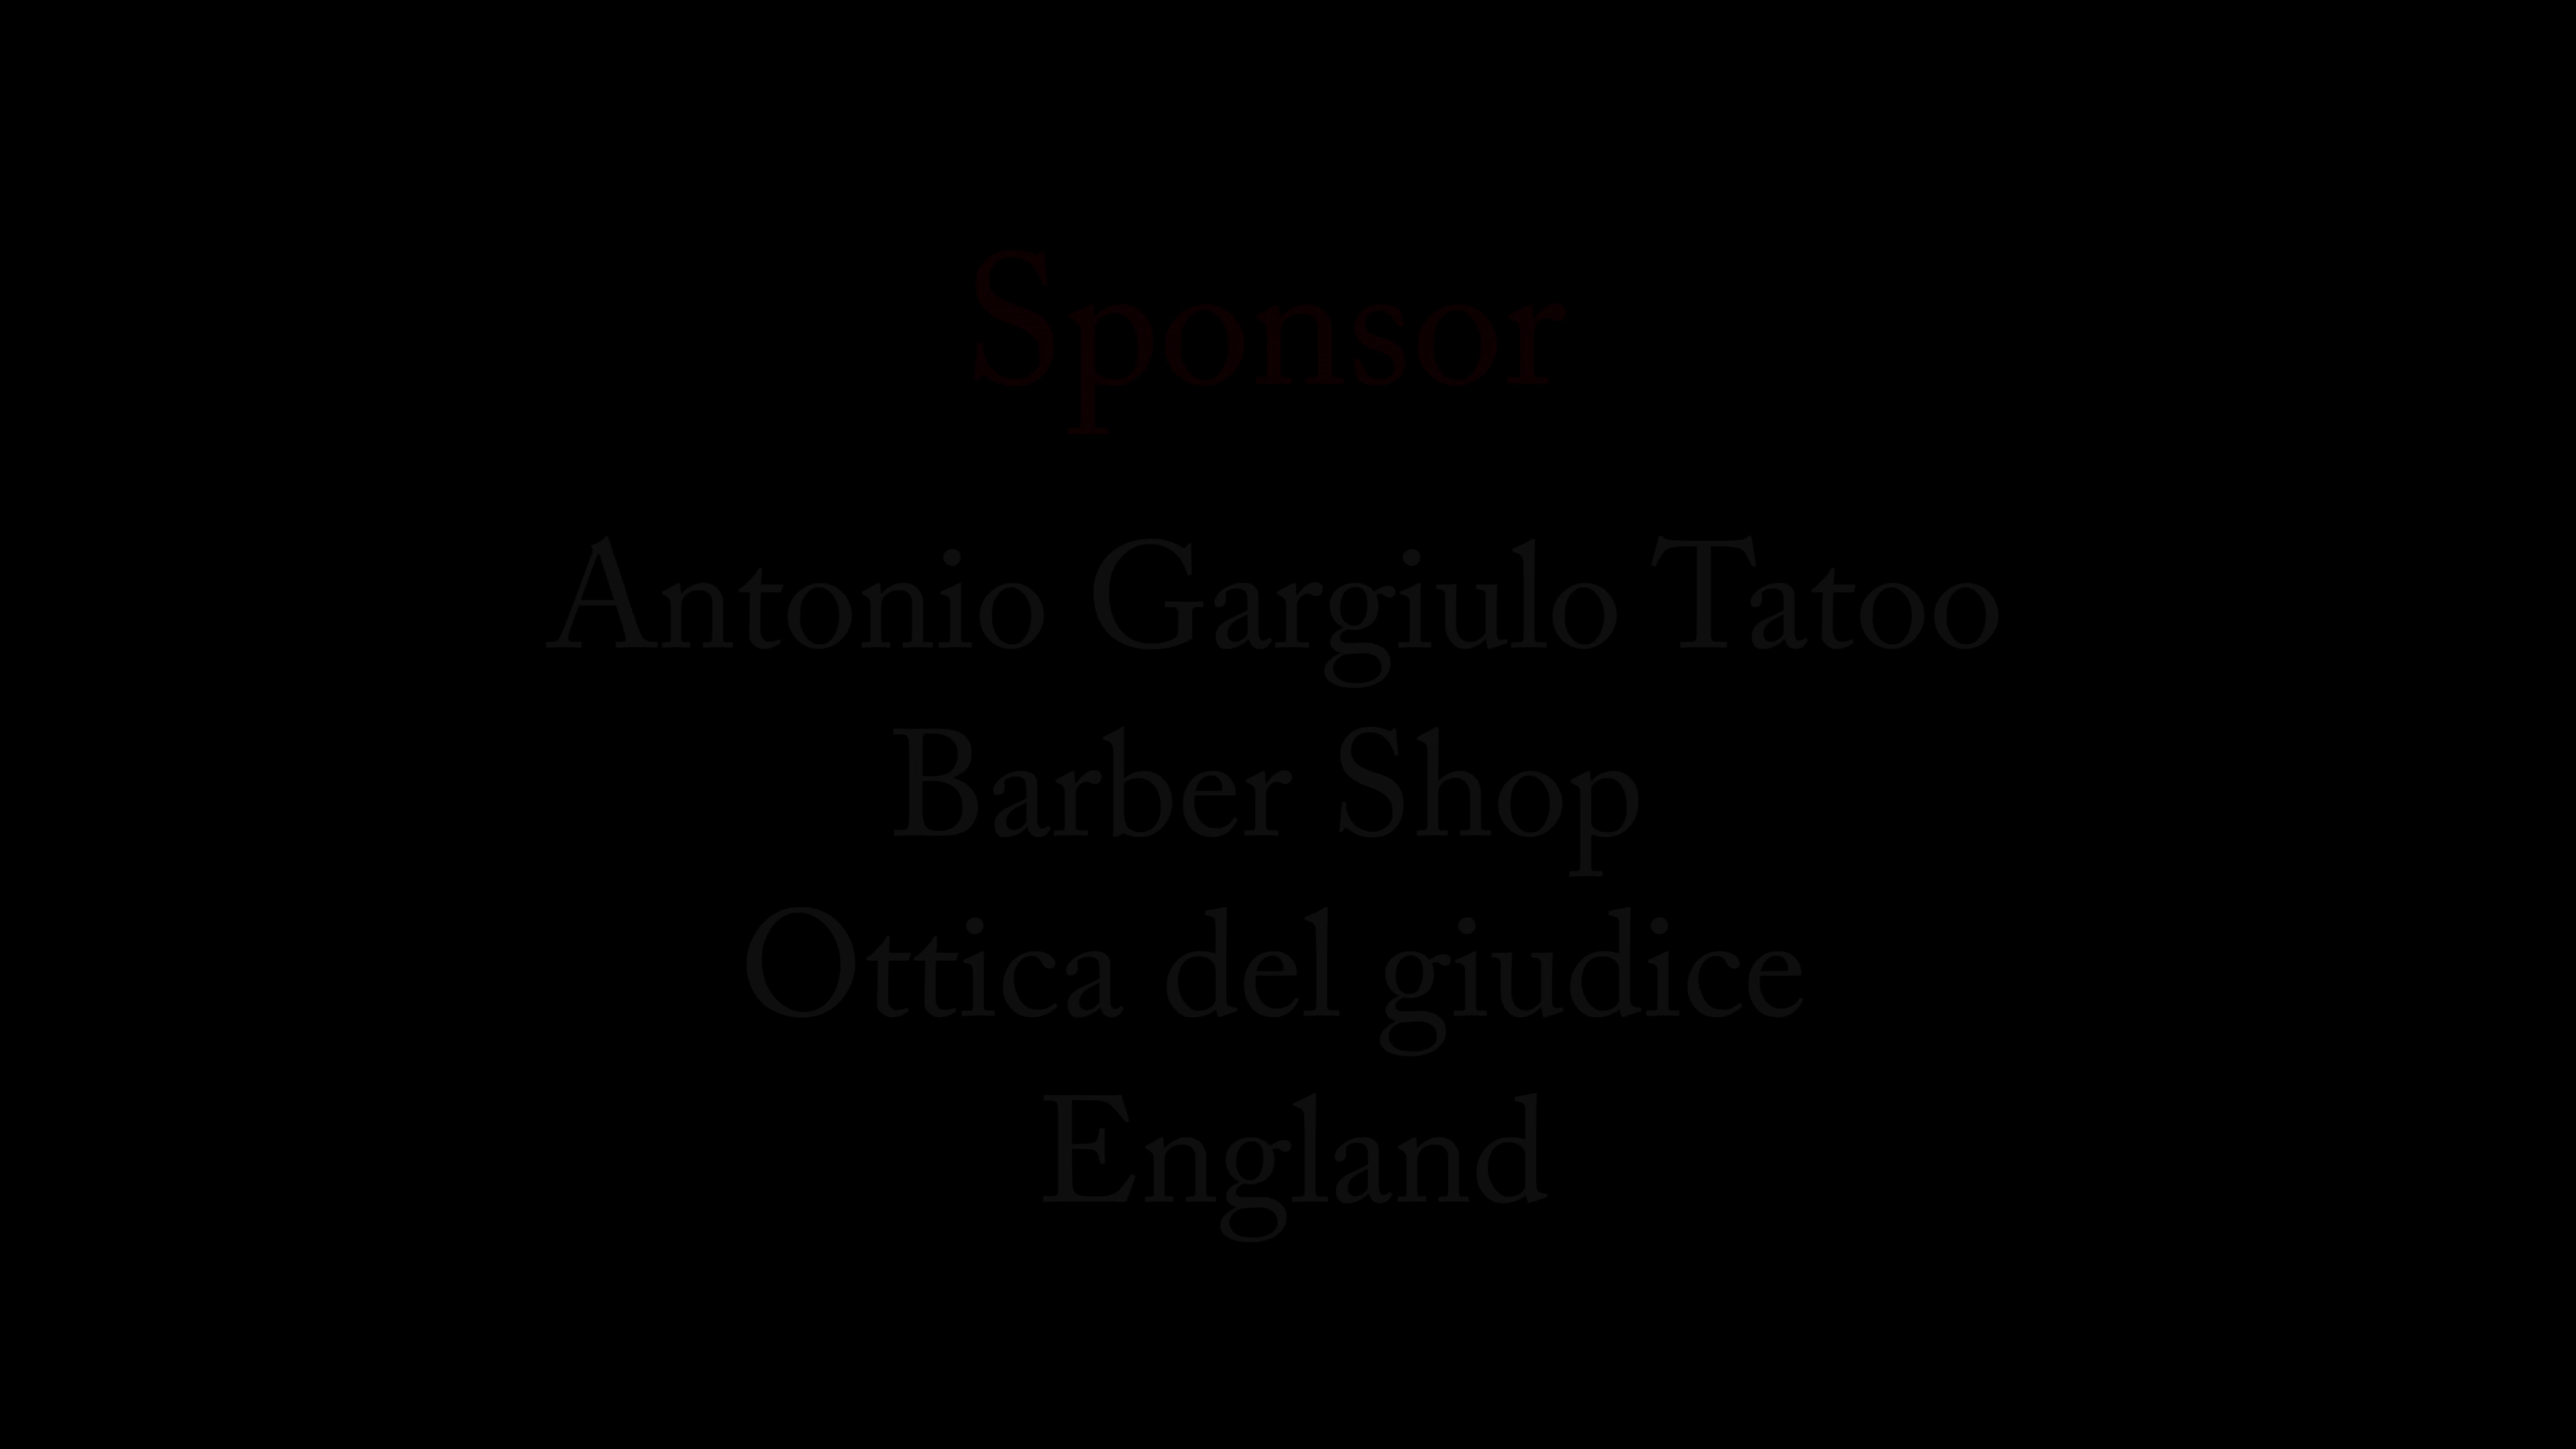 Sponsor
Antonio Gargiulo Tatoo
Barber Shop
Ottica del giudice
England